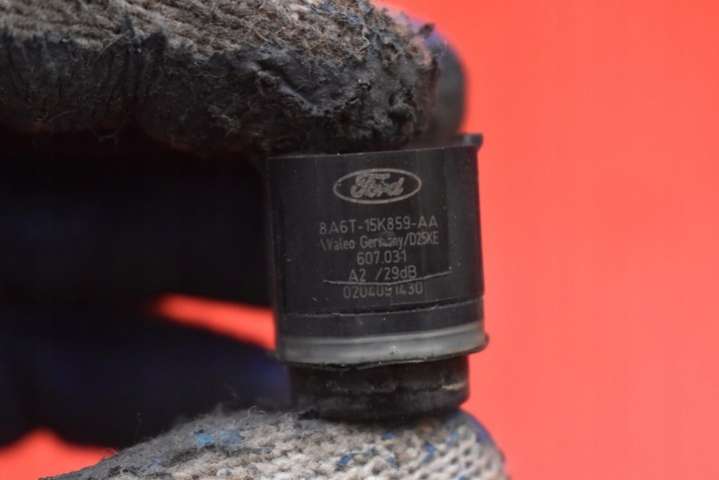 Ford
8A6T-15K859-AA
\Valeo Germany/D25KE
607.031
A2 /29dB
0204091430